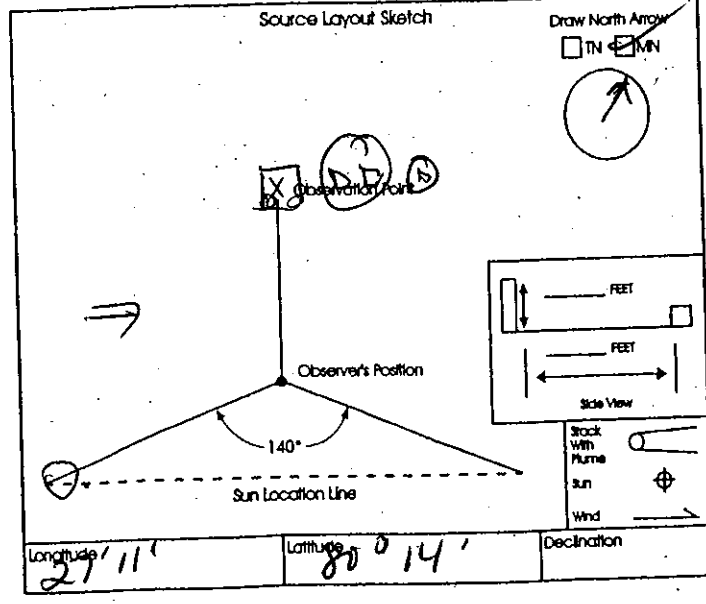 Source Layout Sketch
Draw North Arrow
TN MN
X Observation Point
FEET
FEET
Side View
Observer's Position
140°
Sun Location Line
Stack
With
Plume
Sun
Wind
Longitude 27' 11'
Latitude 80° 14'
Declination